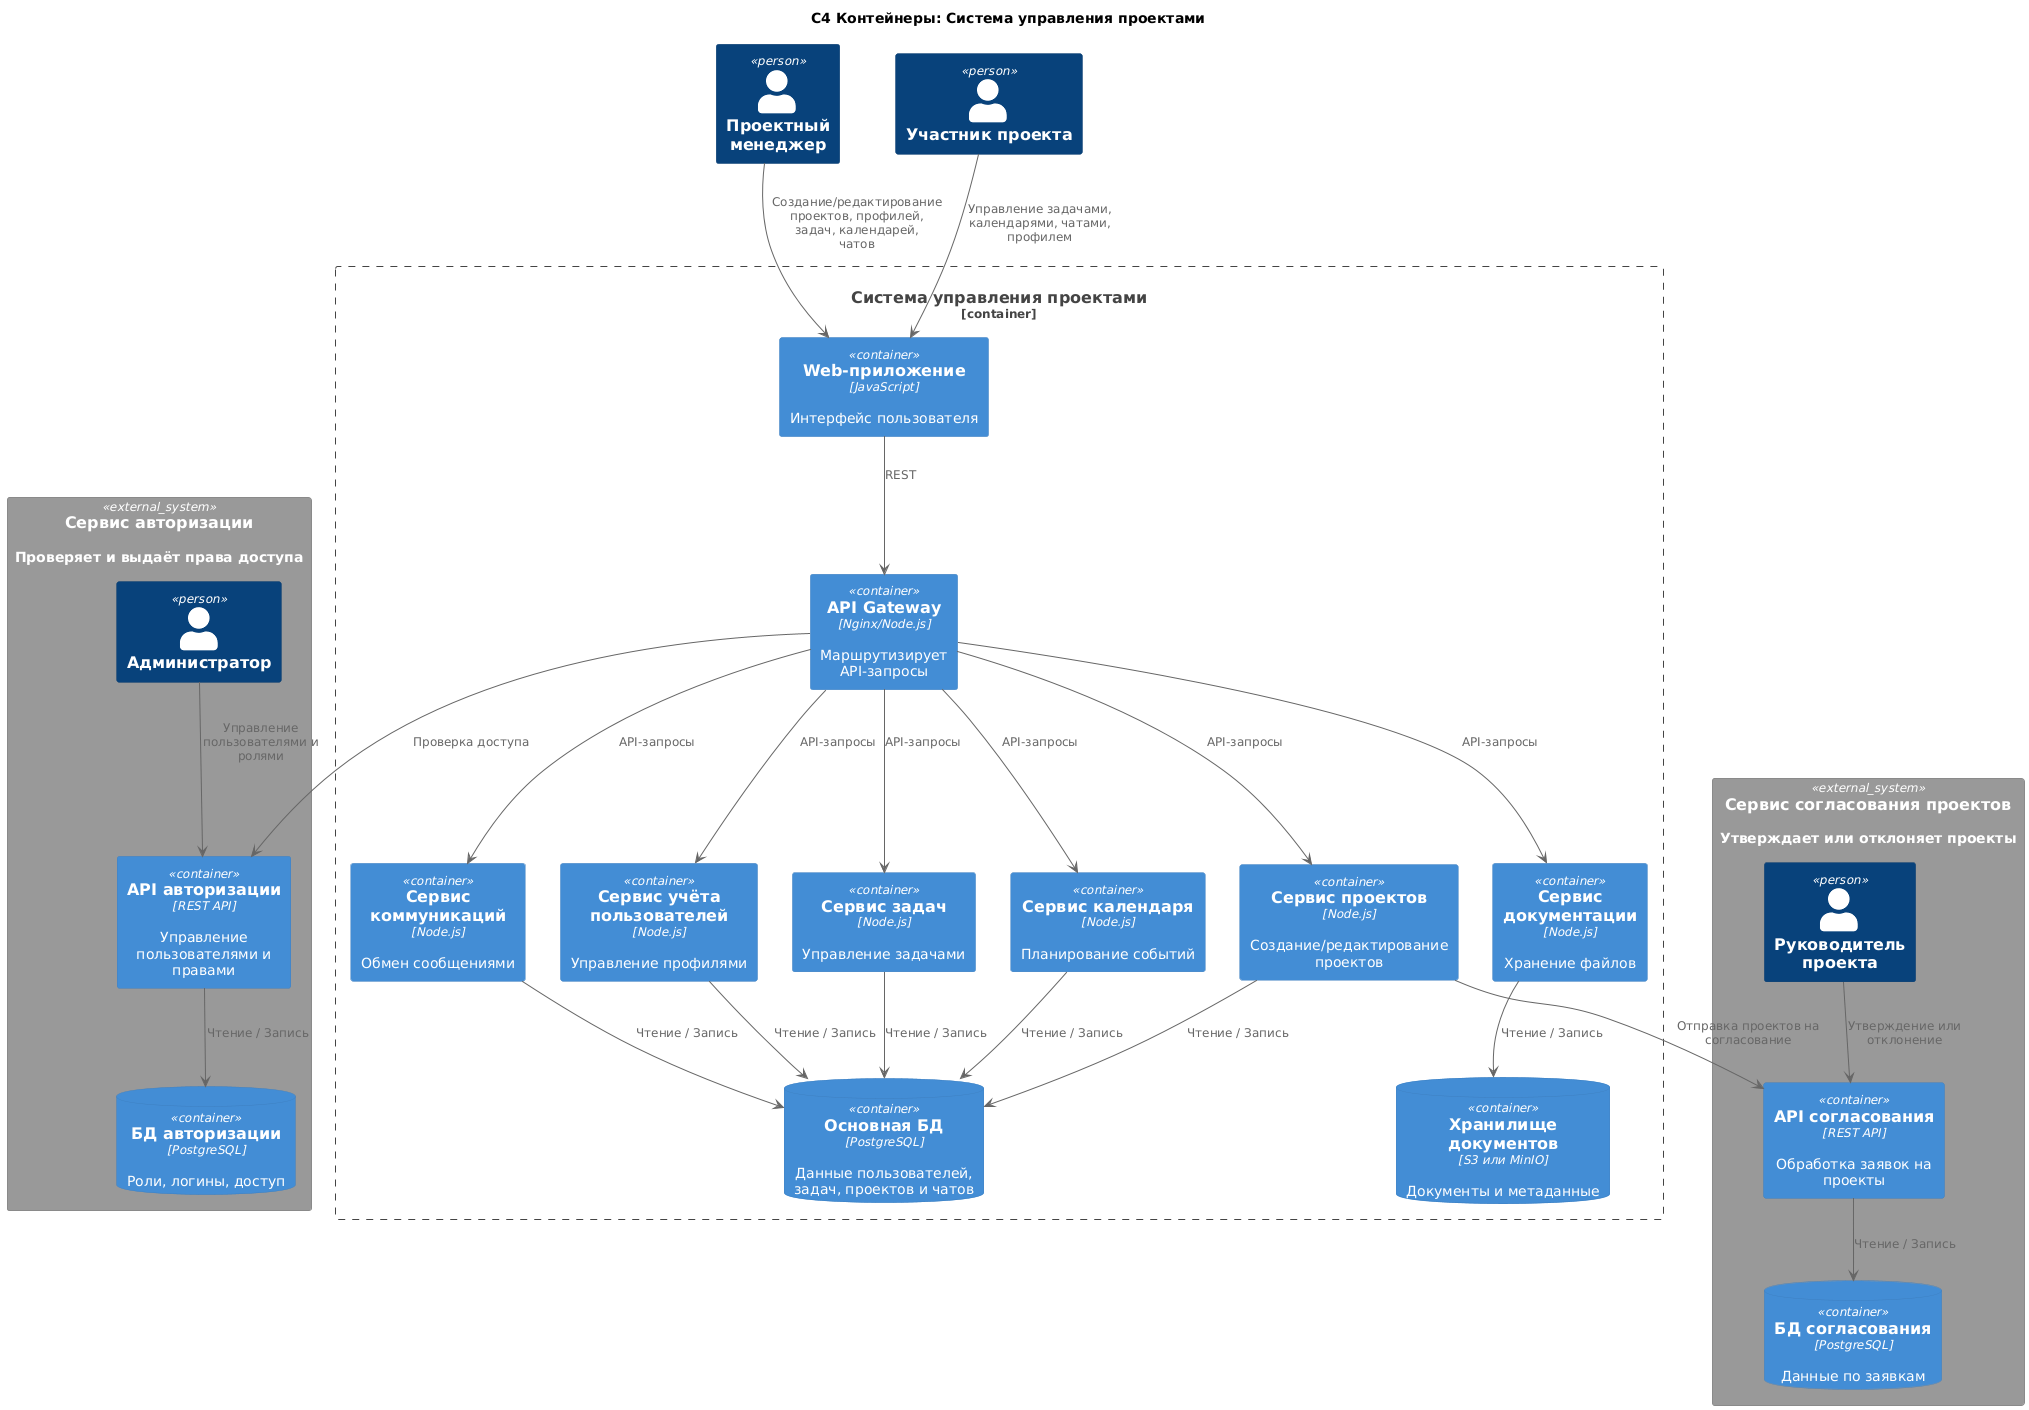 С4 Контейнеры: Система управления проектами
«person»
Проектный
менеджер
«person»
Участник проекта
Создание/редактирование
проектов, профилей,
задач, календарей,
чатов
Управление задачами,
календарями, чатами,
профилем
Система управления проектами
[container]
«container»
Web-приложение
[JavaScript]
Интерфейс пользователя
REST
«external_system»
Сервис авторизации
Проверяет и выдаёт права доступа
«person»
Администратор
Управление
пользователями и
ролями
«container»
API Gateway
[Nginx/Node.js]
Маршрутизирует
API-запросы
Проверка доступа
API-запросы
API-запросы
API-запросы
API-запросы
API-запросы
API-запросы
«container»
API авторизации
[REST API]
Управление
пользователями и
правами
«container»
Сервис
коммуникаций
[Node.js]
Обмен сообщениями
«container»
Сервис учёта
пользователей
[Node.js]
Управление профилями
«container»
Сервис задач
[Node.js]
Управление задачами
«container»
Сервис календаря
[Node.js]
Планирование событий
«container»
Сервис проектов
[Node.js]
Создание/редактирование
проектов
«container»
Сервис
документации
[Node.js]
Хранение файлов
«external_system»
Сервис согласования проектов
Утверждает или отклоняет проекты
«person»
Руководитель
проекта
Чтение / Запись
Чтение / Запись
Чтение / Запись
Чтение / Запись
Чтение / Запись
Чтение / Запись
Чтение / Запись
Отправка проектов на
согласование
Утверждение или
отклонение
«container»
БД авторизации
[PostgreSQL]
Роли, логины, доступ
«container»
Основная БД
[PostgreSQL]
Данные пользователей,
задач, проектов и чатов
«container»
Хранилище
документов
[S3 или MinIO]
Документы и метаданные
«container»
API согласования
[REST API]
Обработка заявок на
проекты
Чтение / Запись
«container»
БД согласования
[PostgreSQL]
Данные по заявкам